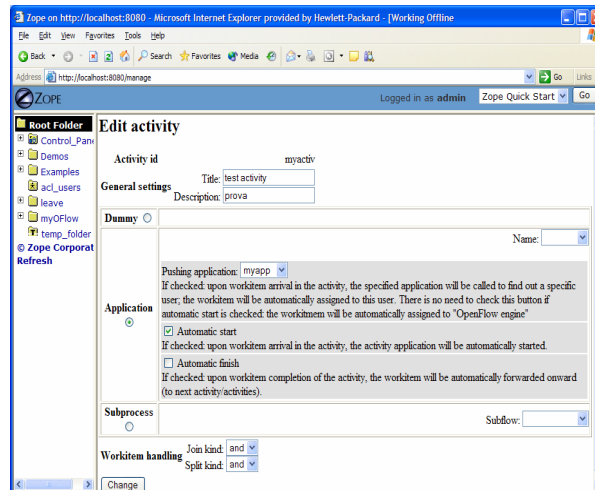 Zope on http://localhost:8080 - Microsoft Internet Explorer provided by Hewlett-Packard - [Working Offline
File Edit View Favorites Tools Help
Back Search Favorites Media
Address http://localhost:8080/manage Go Links
ZOPE Logged in as admin Zope Quick Start Go
Root Folder
Control_Pane
Demos
Examples
acl_users
leave
myOFlow
temp_folder
© Zope Corporat
Refresh
Edit activity
Activity id myactiv
General settings
Title: test activity
Description: prova
Dummy
Application
Name:
Pushing application: myapp
If checked: upon workitem arrival in the activity, the specified application will be called to find out a specific
user; the workitem will be automatically assigned to this user. There is no need to check this button if
automatic start is checked: the workitmem will be automatically assigned to "OpenFlow engine"
Automatic start
If checked: upon workitem arrival in the activity, the activity application will be automatically started.
Automatic finish
If checked: upon workitem completion of the activity, the workitem will be automatically forwarded onward
(to next activity/activities).
Subprocess
Subflow:
Workitem handling
Join kind: and
Split kind: and
Change